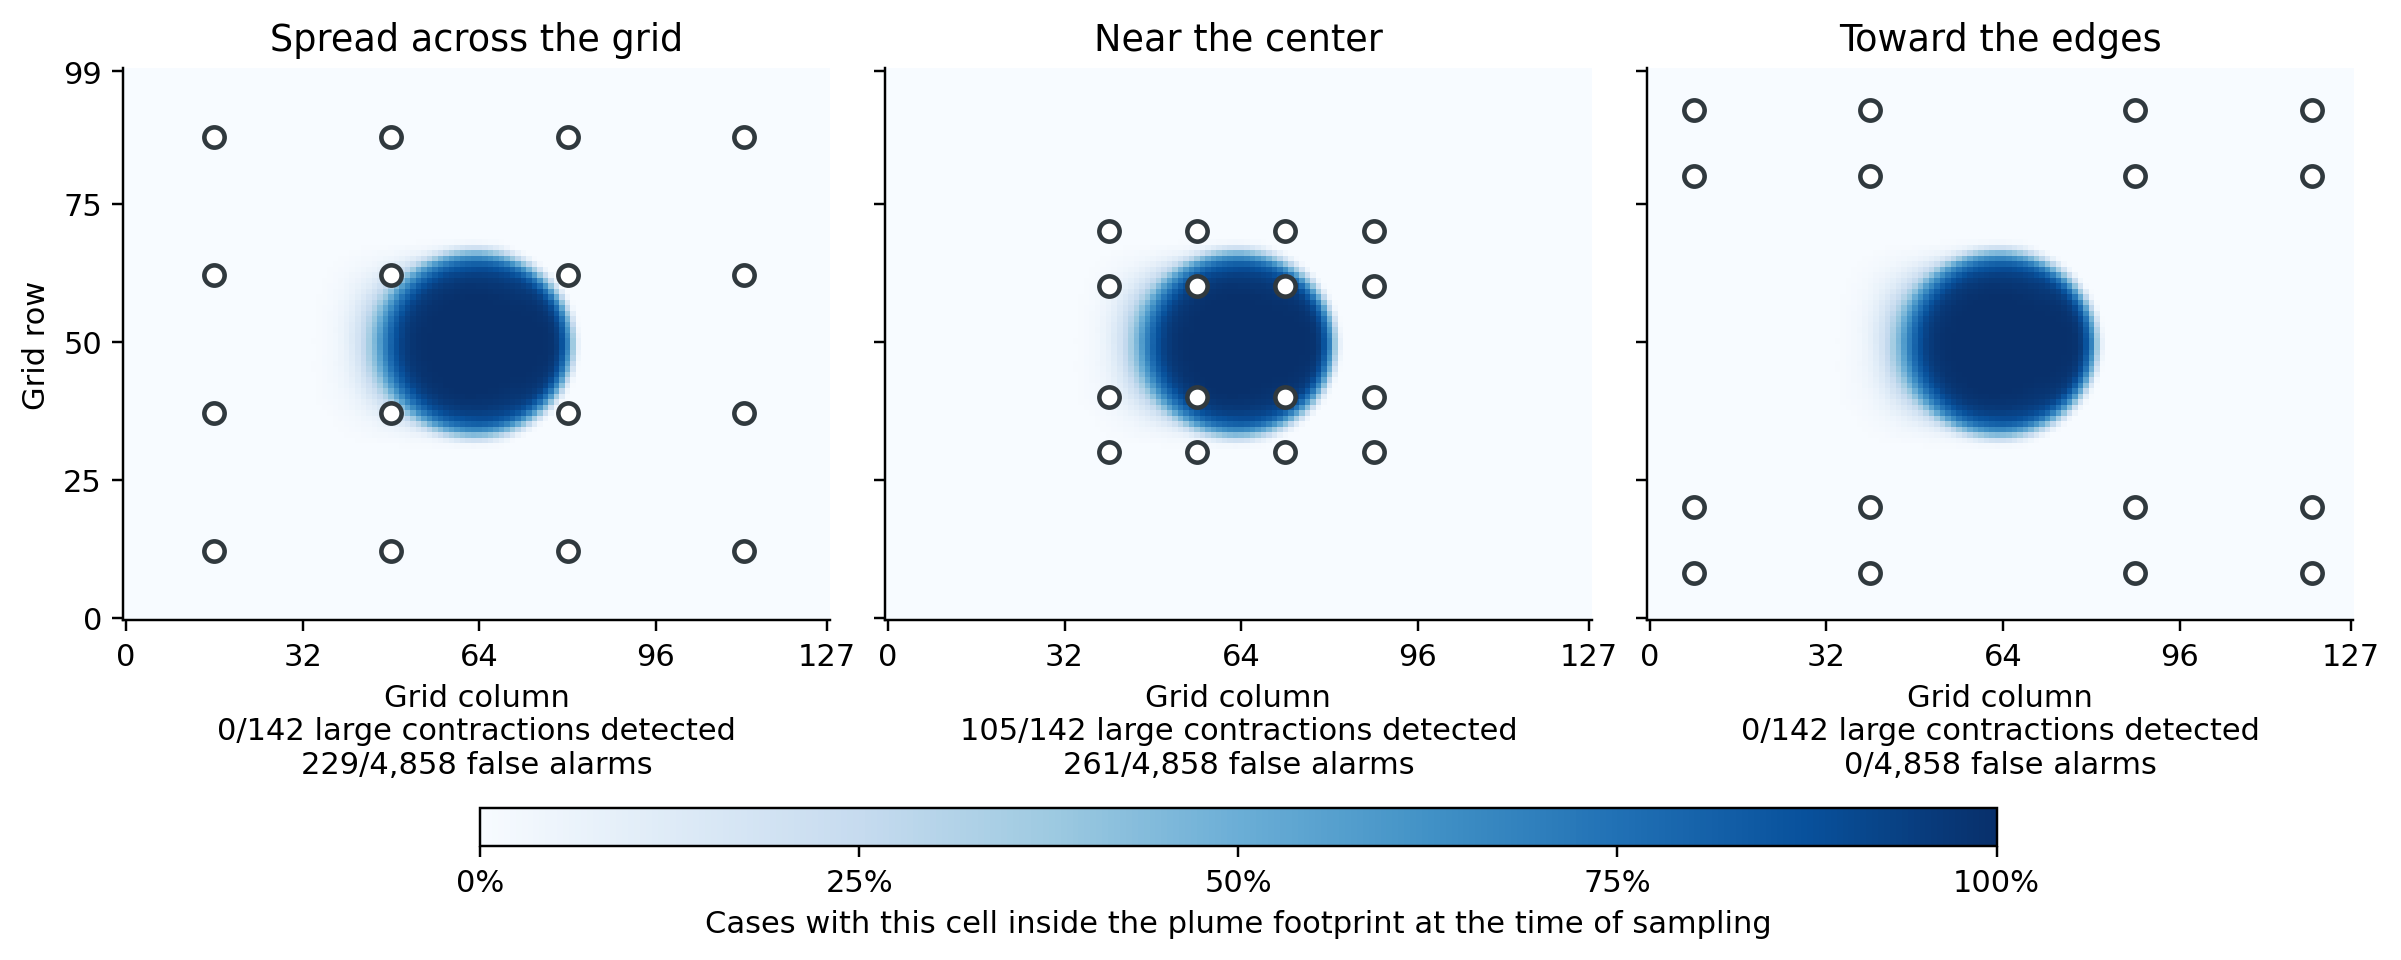 Spread across the grid
Near the center
Toward the edges
Grid row
99
75
50
25
0
0 32 64 96 127
0 32 64 96 127
0 32 64 96 127
Grid column
0/142 large contractions detected
229/4,858 false alarms
Grid column
105/142 large contractions detected
261/4,858 false alarms
Grid column
0/142 large contractions detected
0/4,858 false alarms
0% 25% 50% 75% 100%
Cases with this cell inside the plume footprint at the time of sampling